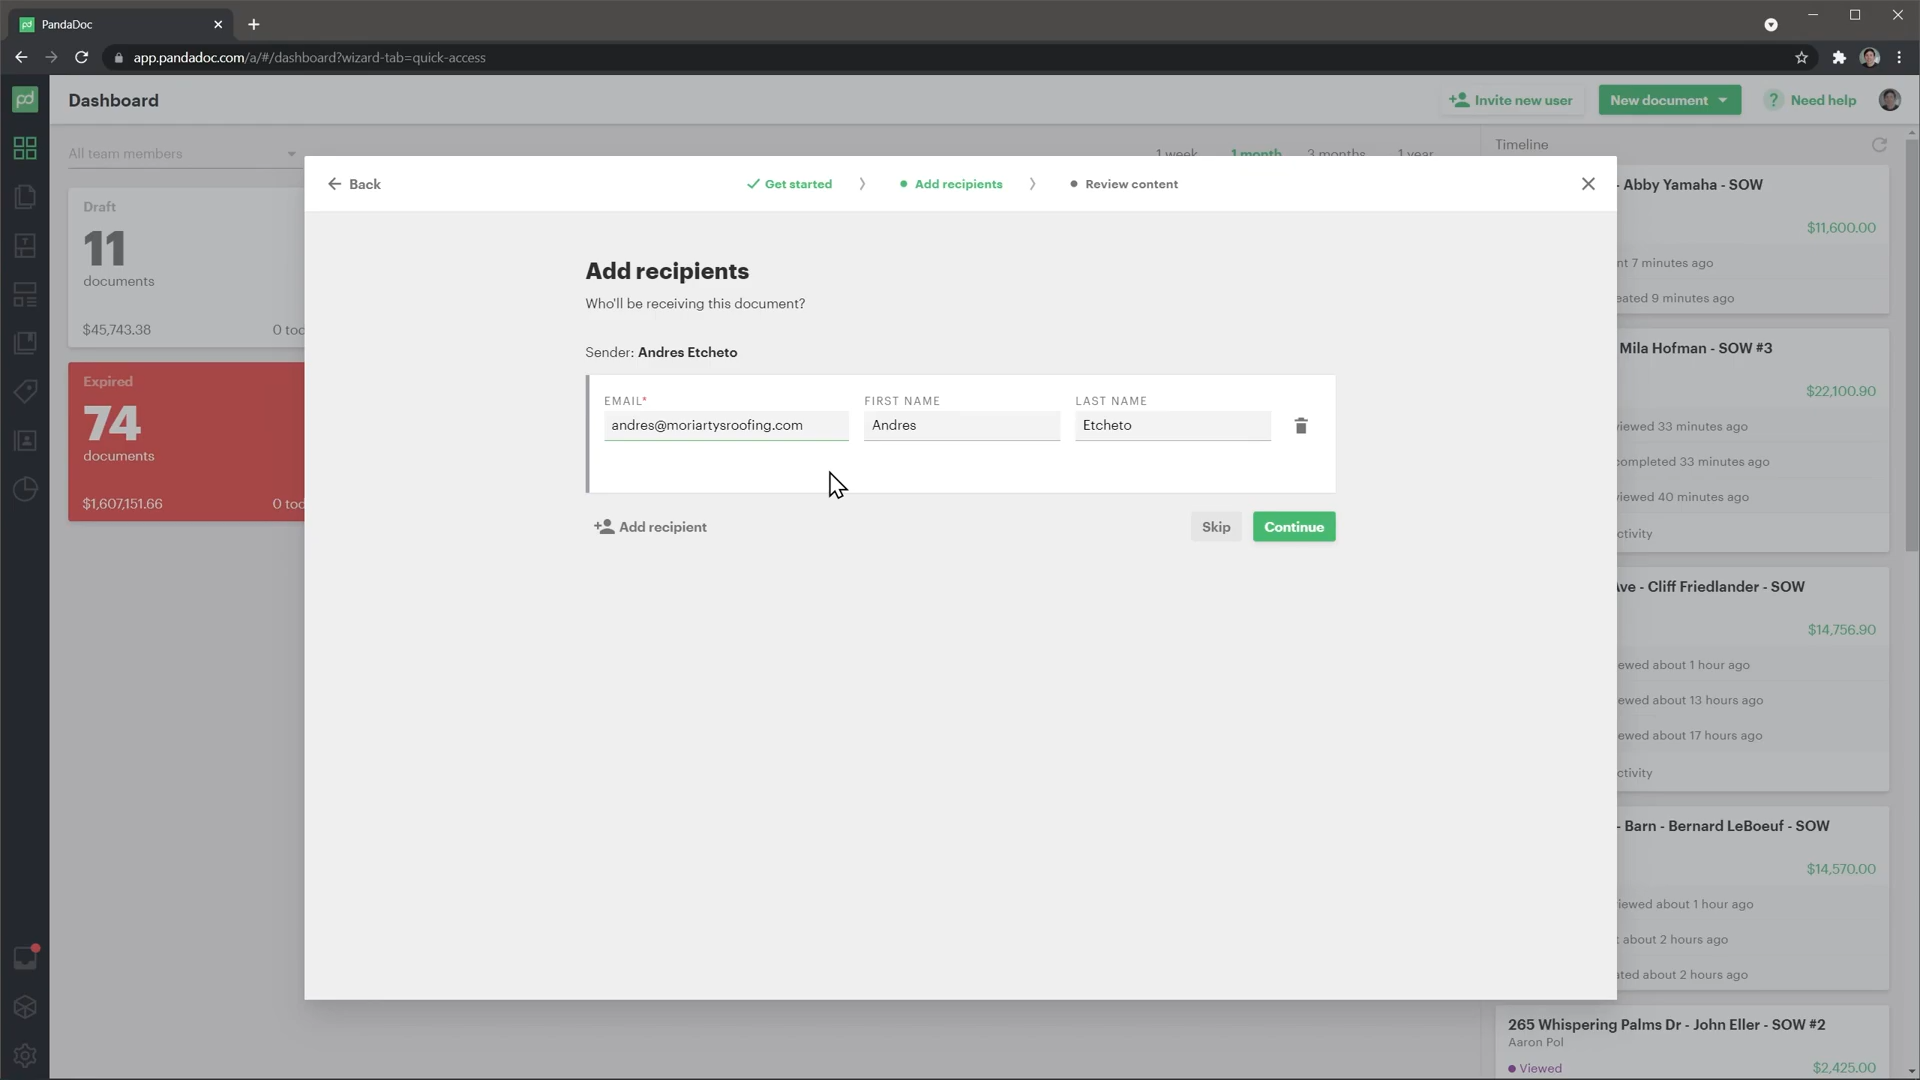 PandaDoc
app.pandadoc.com/a/#/dashboard?wizard-tab=quick-access
pd
Dashboard
Invite new user
New document
? Need help
All team members
1 week 1 month 3 months 1 year
Timeline
Draft
11
documents
$45,743.38
Expired
74
documents
$1,607,151.66
Back
Get started
Add recipients
Review content
Add recipients
Who'll be receiving this document?
Sender: Andres Etcheto
EMAIL* FIRST NAME LAST NAME
andres@moriartysroofing.com Andres Etcheto
Add recipient
Skip
Continue
- Abby Yamaha - SOW
$11,600.00
7 minutes ago
9 minutes ago
Mila Hofman - SOW #3
$22,100.90
33 minutes ago
completed 33 minutes ago
viewed 40 minutes ago
Ave - Cliff Friedlander - SOW
$14,756.90
about 1 hour ago
about 13 hours ago
about 17 hours ago
- Barn - Bernard LeBoeuf - SOW
$14,570.00
about 1 hour ago
about 2 hours ago
about 2 hours ago
265 Whispering Palms Dr - John Eller - SOW #2
Aaron Pol
Viewed
$2,425.00